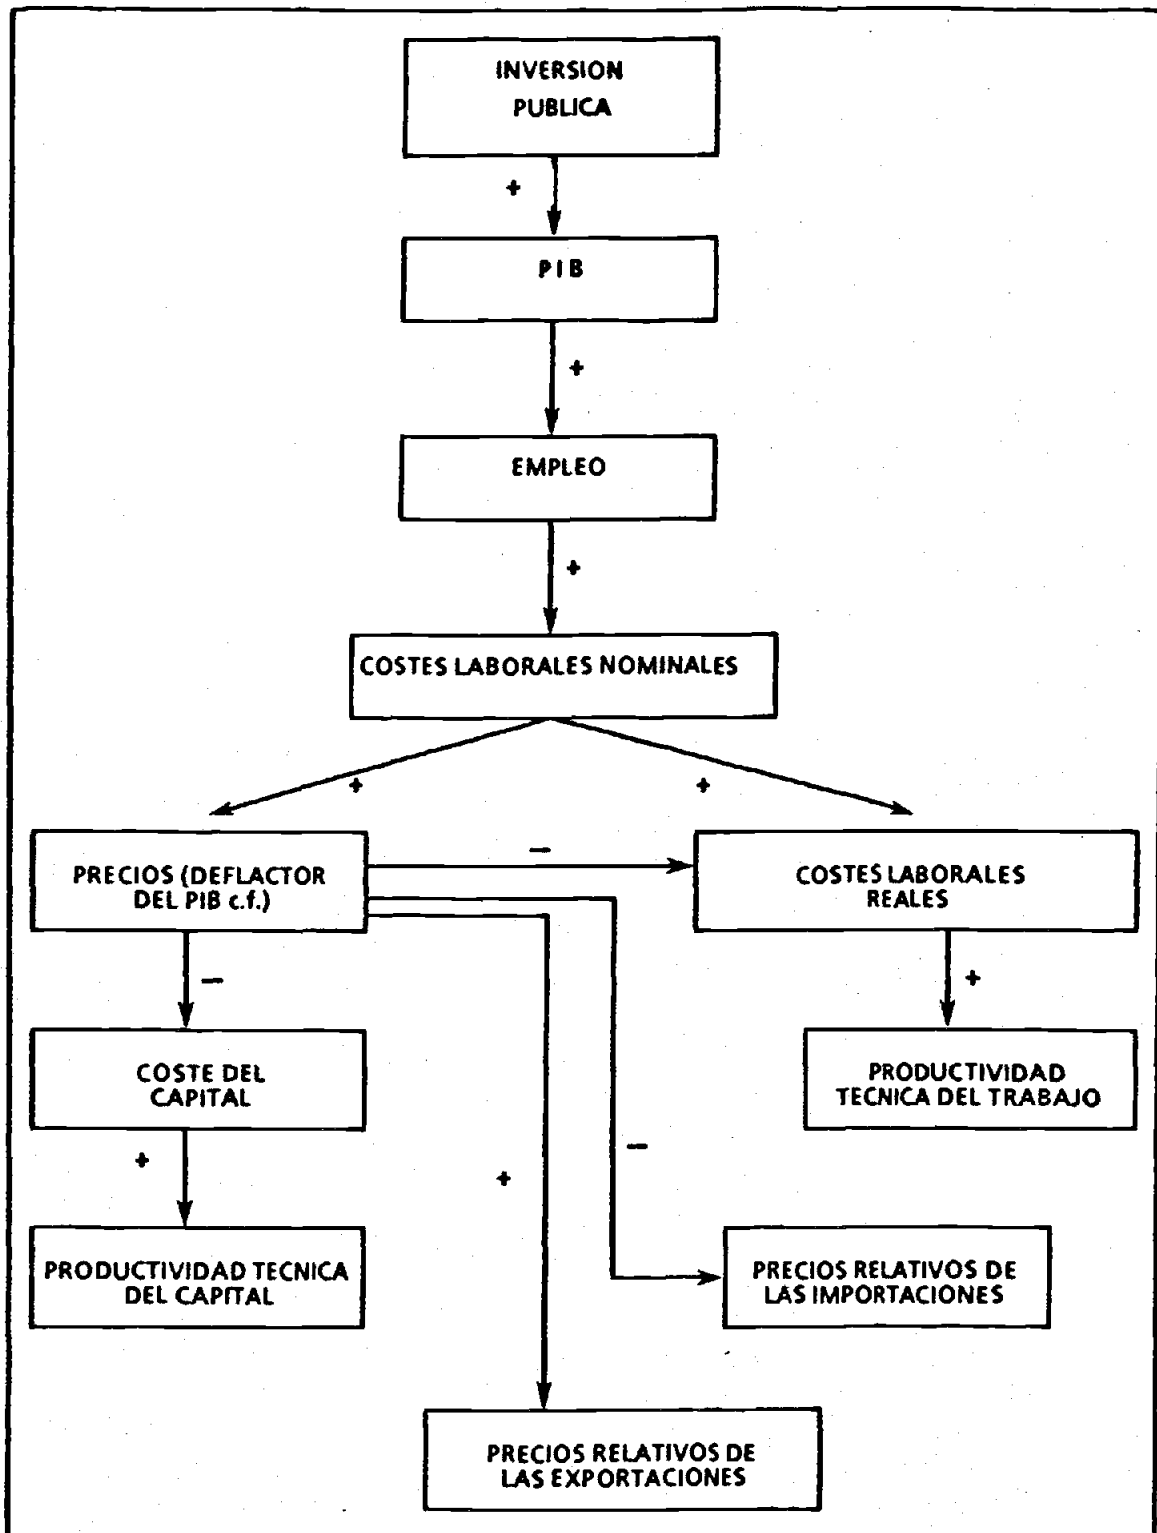 INVERSION
PUBLICA
+
P I B
+
EMPLEO
+
COSTES LABORALES NOMINALES
+
+
PRECIOS (DEFLACTOR
DEL PIB c.f.)
—
COSTES LABORALES
REALES
—
+
COSTE DEL
CAPITAL
PRODUCTIVIDAD
TECNICA DEL TRABAJO
+
+
—
PRODUCTIVIDAD TECNICA
DEL CAPITAL
PRECIOS RELATIVOS DE
LAS IMPORTACIONES
PRECIOS RELATIVOS DE
LAS EXPORTACIONES